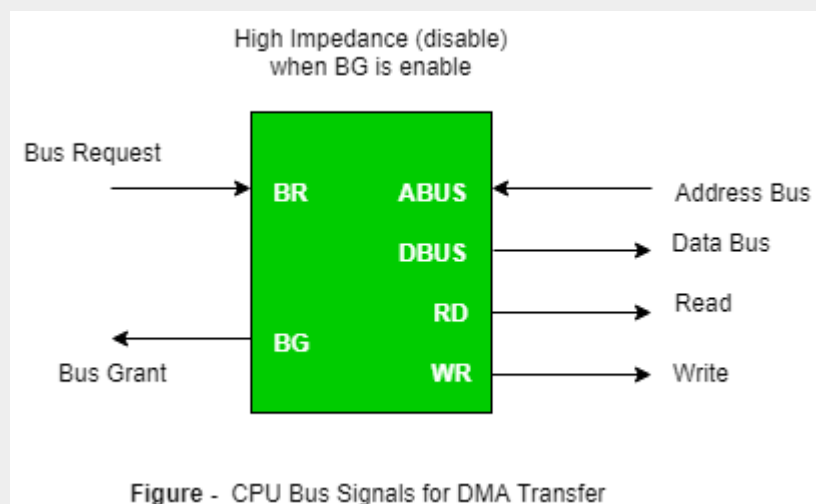 High Impedance (disable)
when BG is enable
Bus Request
BR
ABUS
Address Bus
DBUS
Data Bus
RD
Read
BG
Bus Grant
WR
Write
Figure - CPU Bus Signals for DMA Transfer